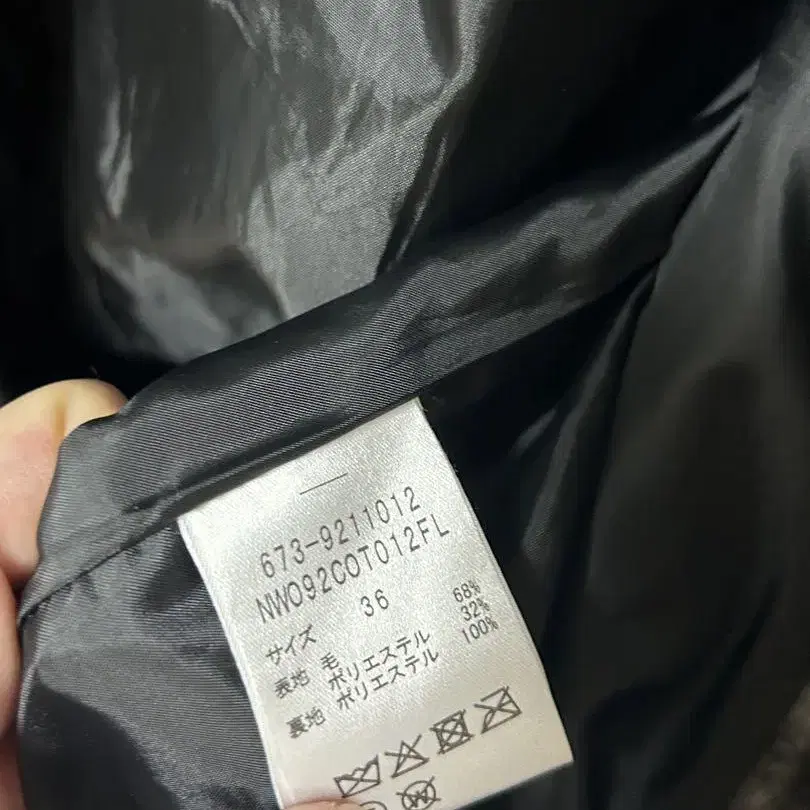 673-9211012
NW092COT012FL
サイズ 36
表地 毛 68%
ポリエステル 32%
裏地 ポリエステル 100%